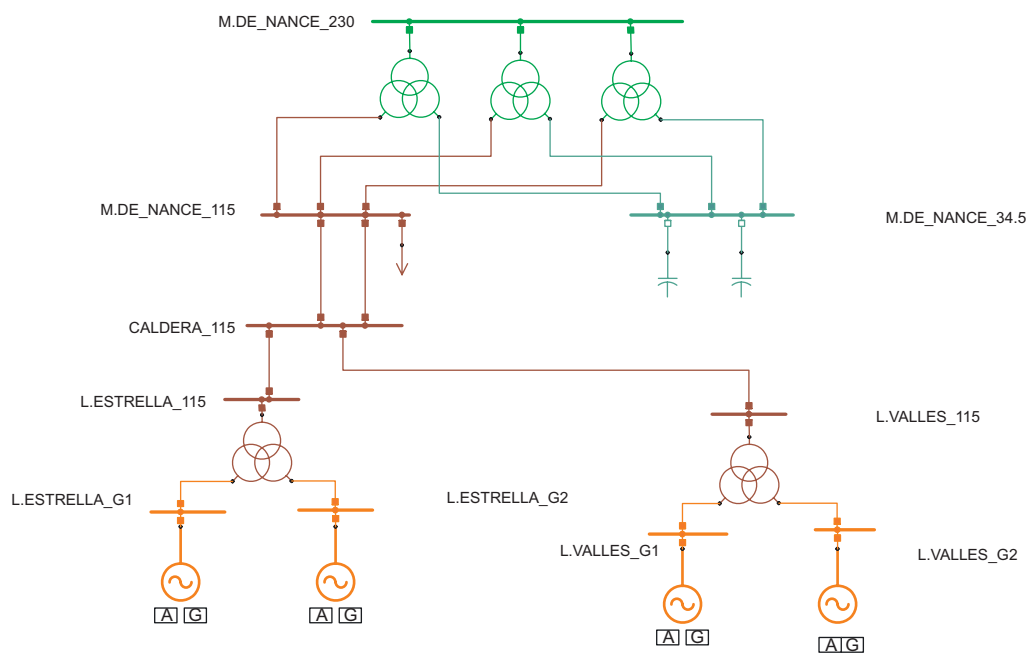 M.DE_NANCE_230
M.DE_NANCE_115
M.DE_NANCE_34.5
CALDERA_115
L.ESTRELLA_115
L.VALLES_115
L.ESTRELLA_G1
L.ESTRELLA_G2
L.VALLES_G1
L.VALLES_G2
A G
A G
A G
A G